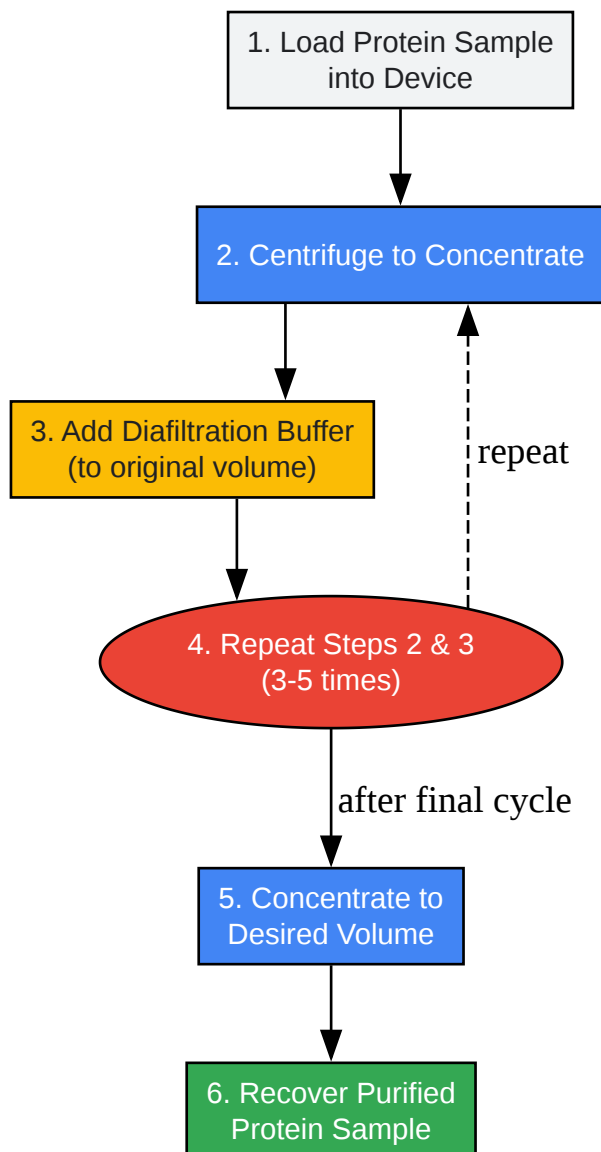 1. Load Protein Sample
into Device
2. Centrifuge to Concentrate
3. Add Diafiltration Buffer
(to original volume)
repeat
4. Repeat Steps 2 & 3
(3-5 times)
after final cycle
5. Concentrate to
Desired Volume
6. Recover Purified
Protein Sample